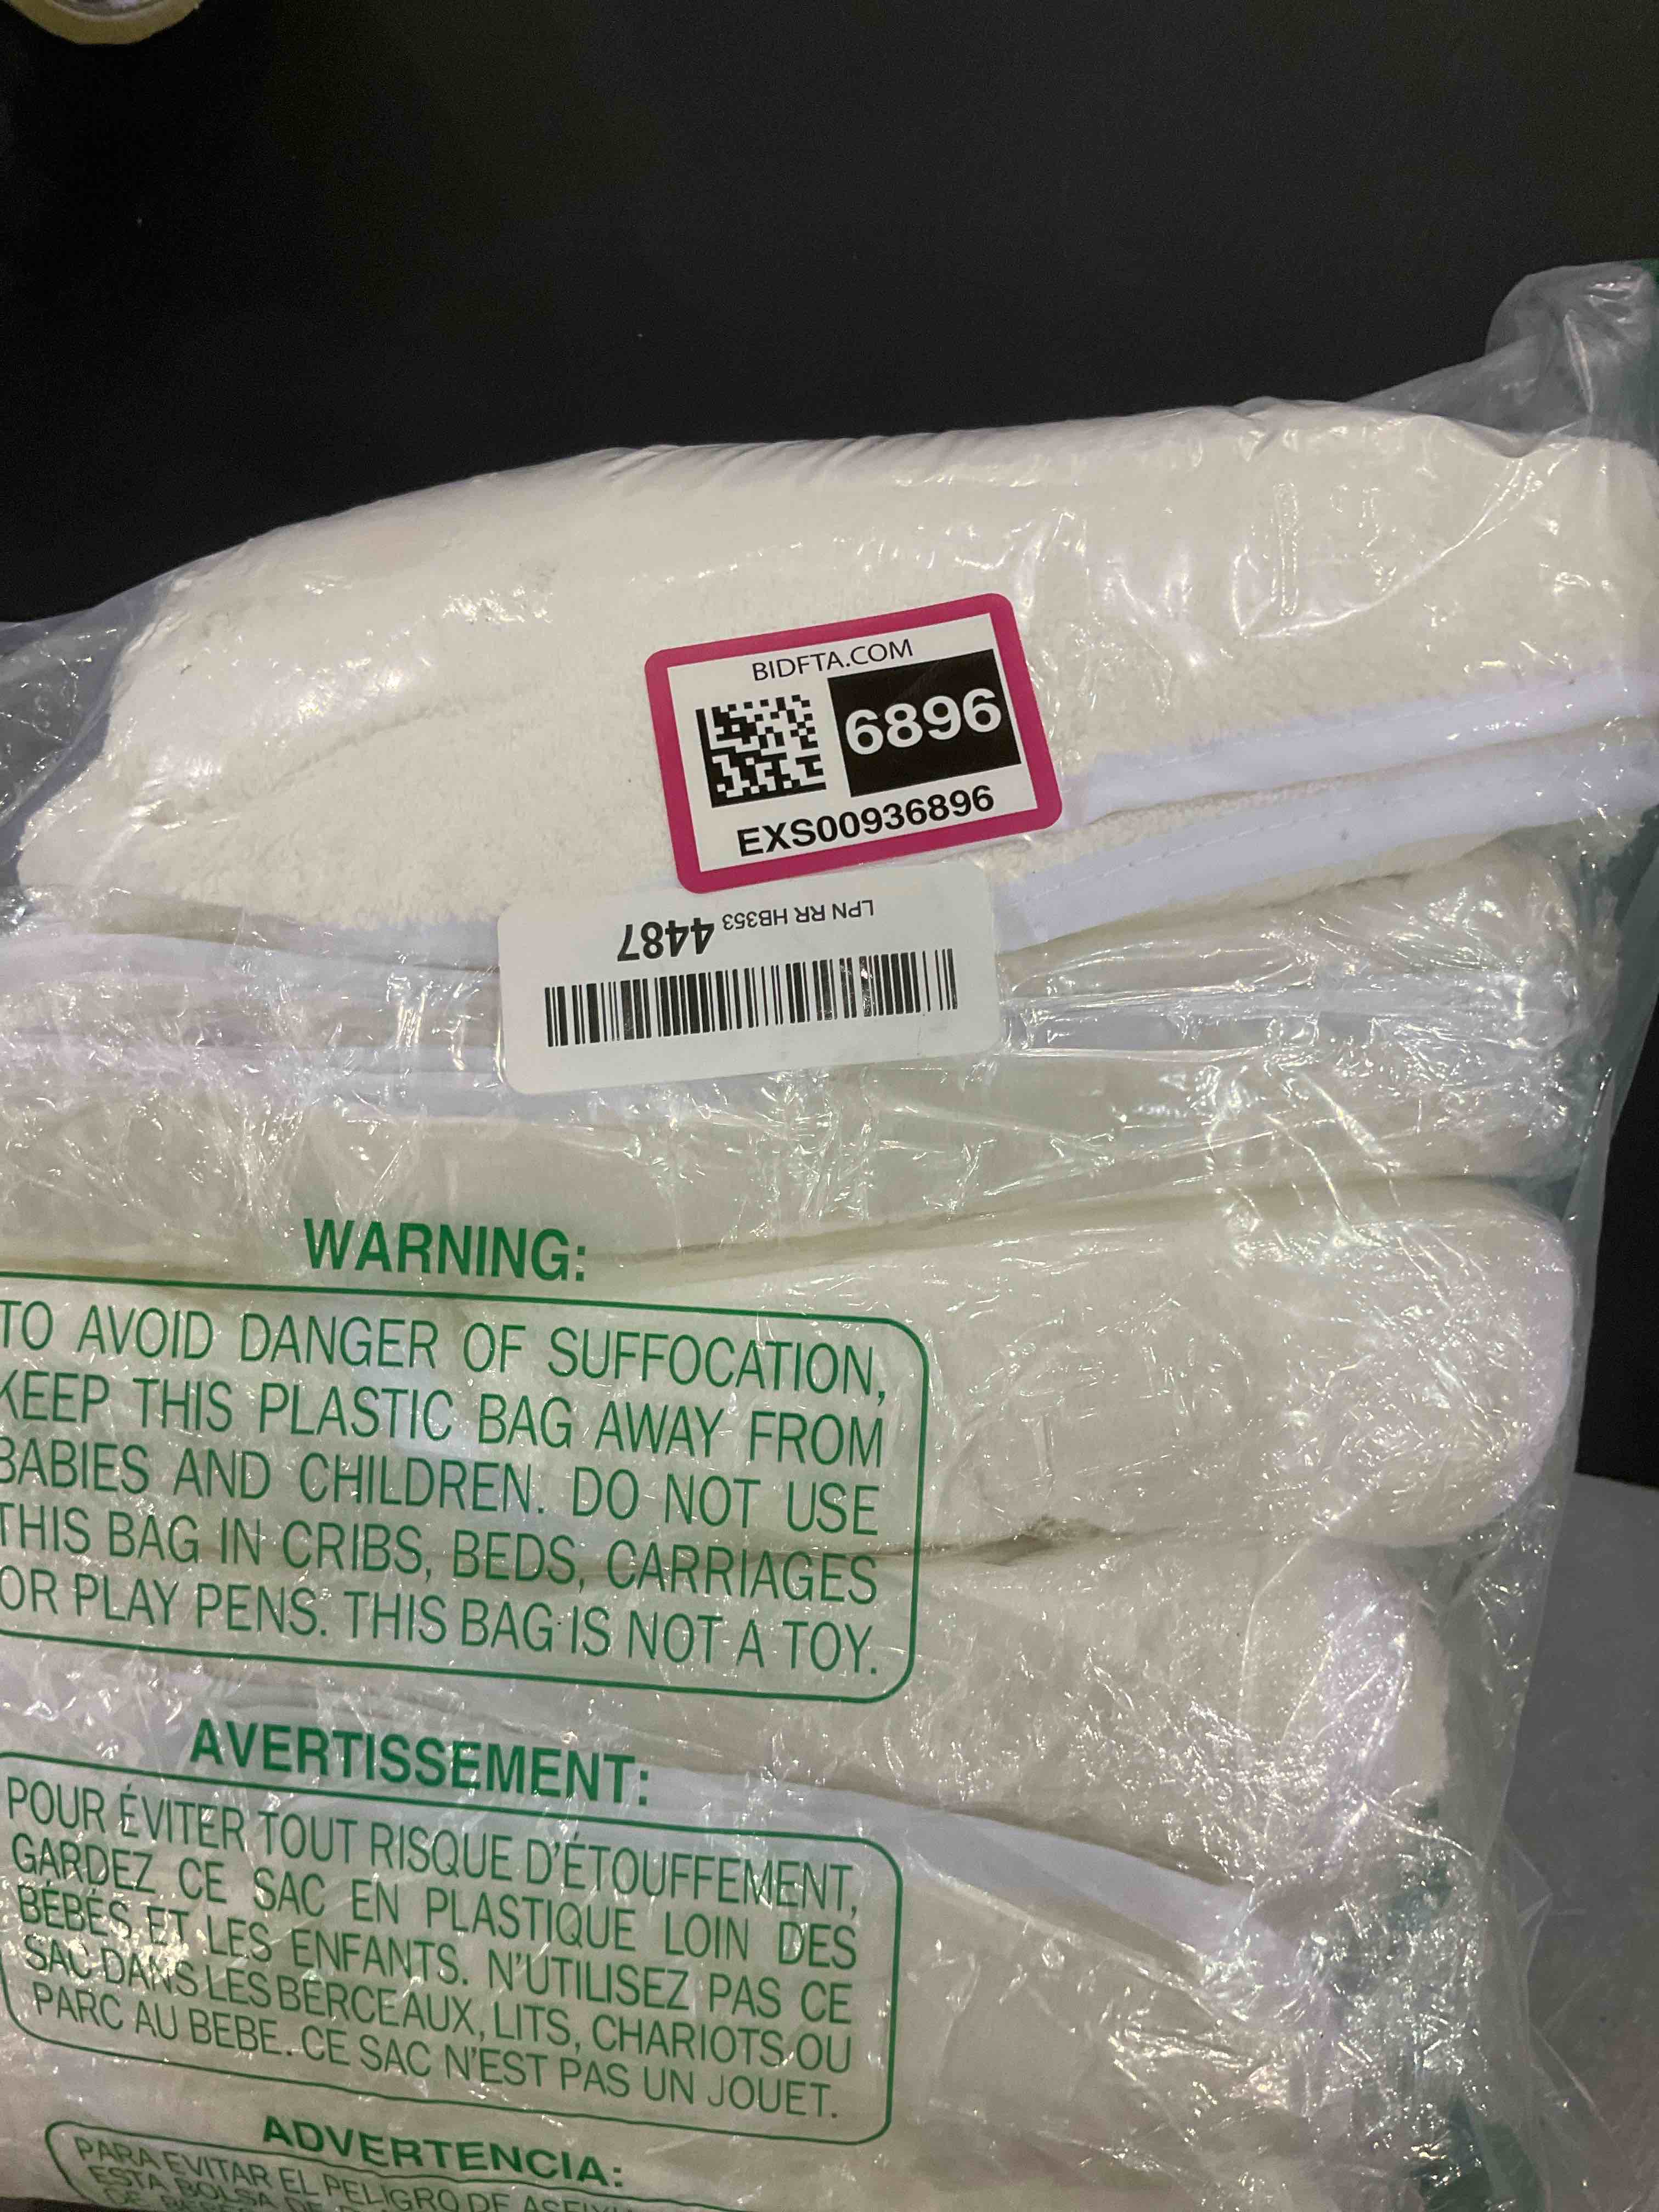 BIDFTA.COM
6896
EXS00936896
LPN RR HB353 4487
WARNING:
TO AVOID DANGER OF SUFFOCATION,
KEEP THIS PLASTIC BAG AWAY FROM
BABIES AND CHILDREN. DO NOT USE
THIS BAG IN CRIBS, BEDS, CARRIAGES
OR PLAY PENS. THIS BAG IS NOT A TOY.
AVERTISSEMENT:
POUR ÉVITER TOUT RISQUE D'ÉTOUFFEMENT,
GARDEZ CE SAC EN PLASTIQUE LOIN DES
BÉBÉS ET LES ENFANTS. N'UTILISEZ PAS CE
SAC DANS LES BERCEAUX, LITS, CHARIOTS OU
PARC AU BEBE. CE SAC N'EST PAS UN JOUET.
ADVERTENCIA:
PARA EVITAR EL PELIGRO DE
ESTA BOLSA DE